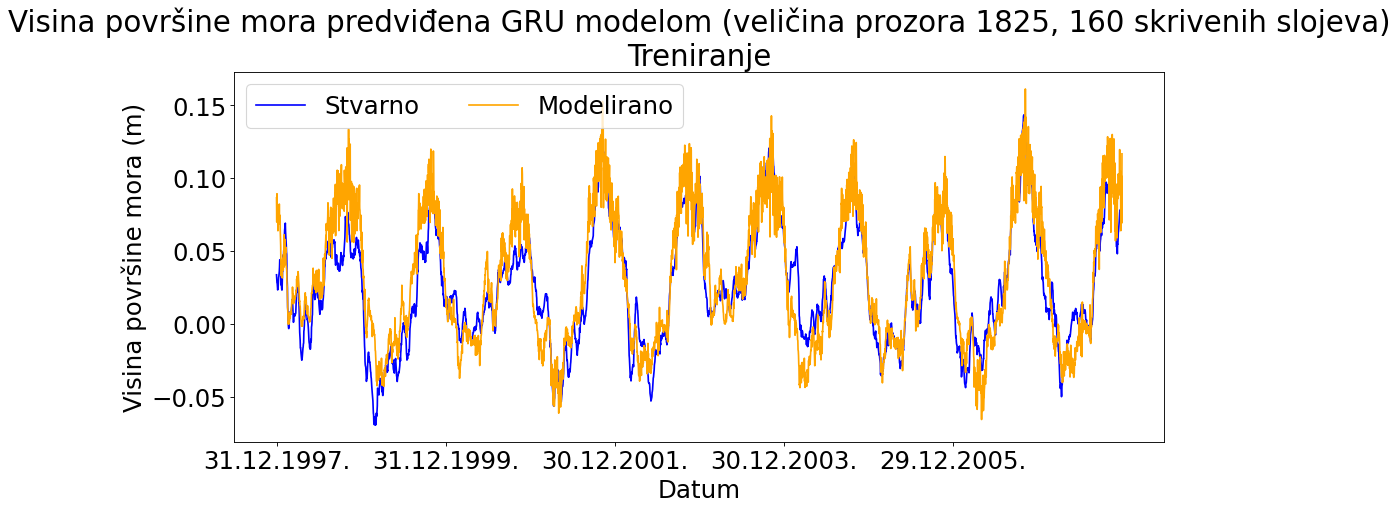 Visina površine mora predviđena GRU modelom (veličina prozora 1825, 160 skrivenih slojeva)
Treniranje
Stvarno Modelirano
Visina površine mora (m)
0.15
0.10
0.05
0.00
−0.05
31.12.1997. 31.12.1999. 30.12.2001. 30.12.2003. 29.12.2005.
Datum